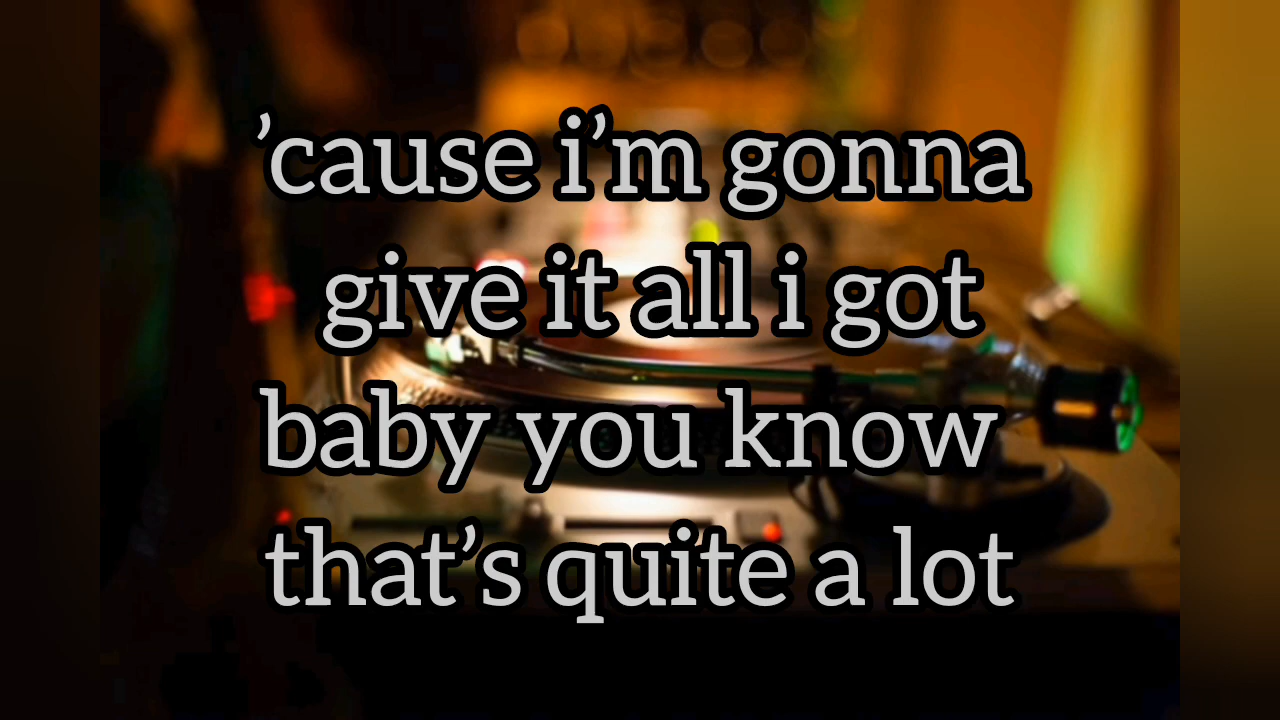 ’cause i’m gonna
give it all i got
baby you know
that’s quite a lot